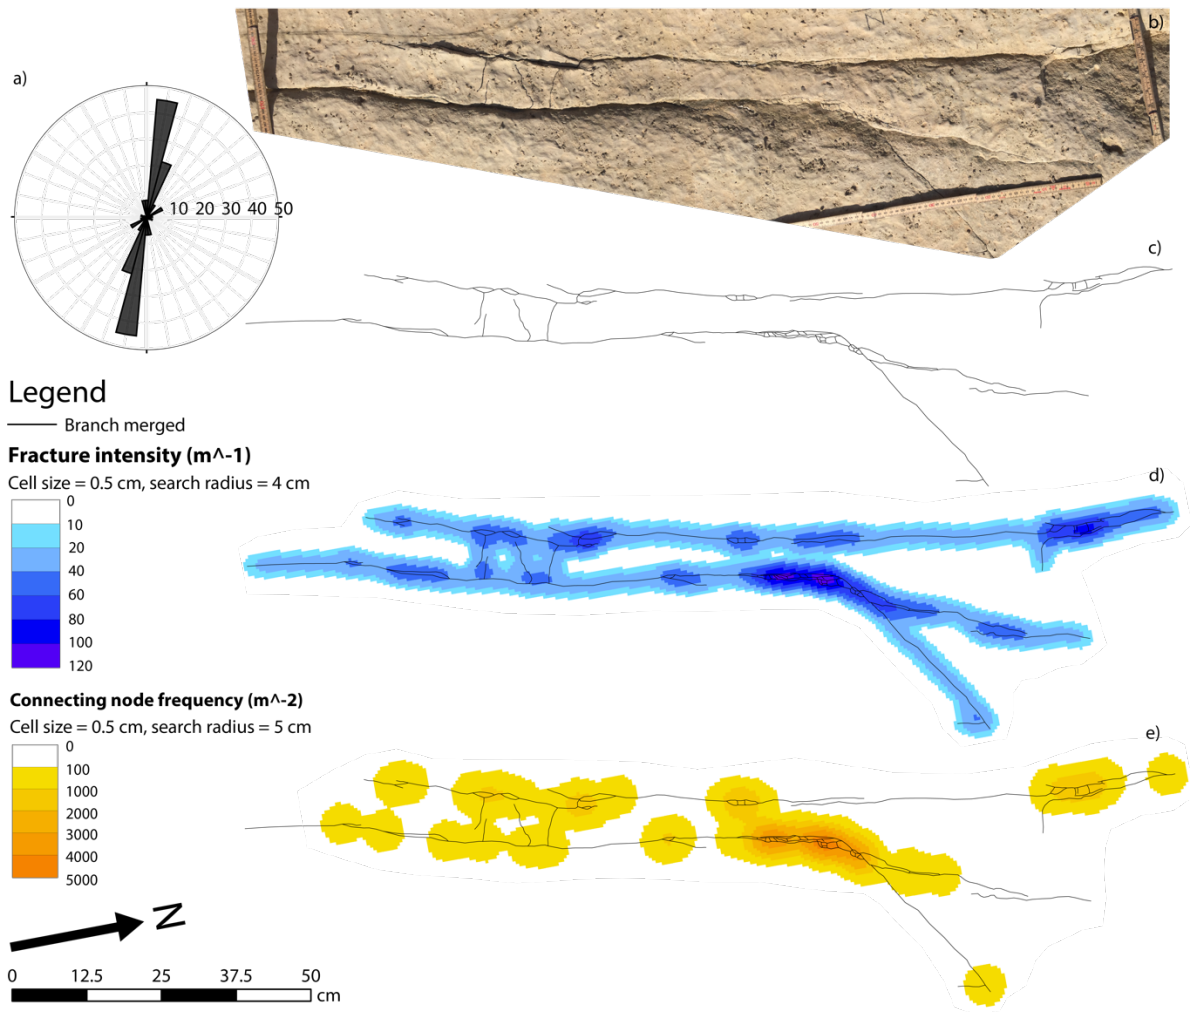 a)
10 20 30 40 50
b)
N
c)
Legend
Branch merged
Fracture intensity (m^-1)
Cell size = 0.5 cm, search radius = 4 cm
0
10
20
40
60
80
100
120
d)
Connecting node frequency (m^-2)
Cell size = 0.5 cm, search radius = 5 cm
0
100
1000
2000
3000
4000
5000
e)
N
0 12.5 25 37.5 50
cm